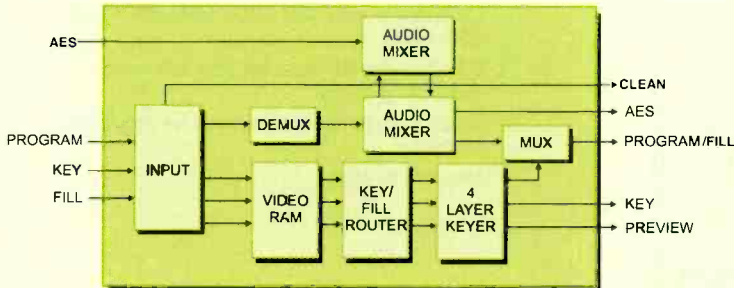 AES
AUDIO
MIXER
CLEAN
AES
DEMUX
AUDIO
MIXER
PROGRAM
MUX
PROGRAM/FILL
KEY
INPUT
FILL
VIDEO
RAM
KEY/
FILL
ROUTER
4
LAYER
KEYER
KEY
PREVIEW